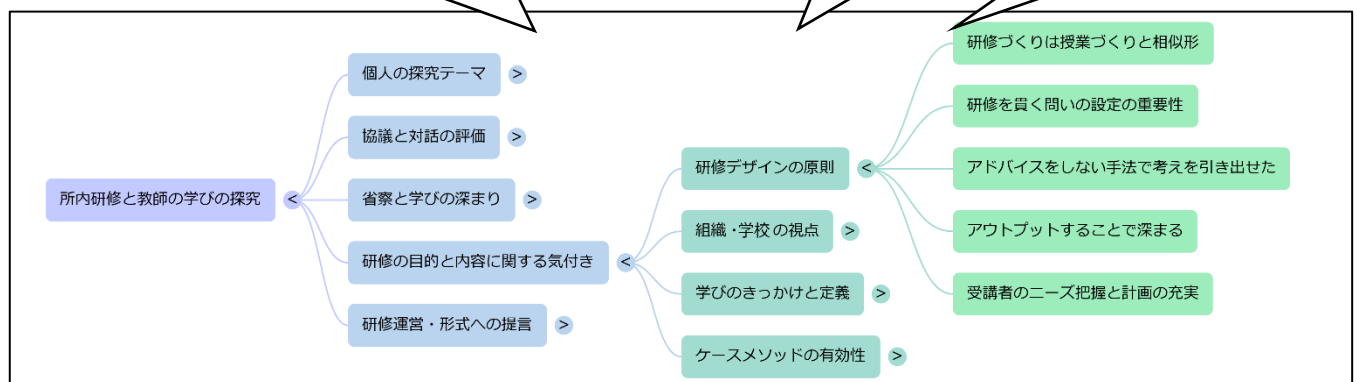 所内研修と教師の学びの探究
<
個人の探究テーマ
>
協議と対話の評価
>
省察と学びの深まり
>
研修の目的と内容に関する気付き
<
研修運営・形式への提言
>
研修デザインの原則
<
組織・学校の視点
>
学びのきっかけと定義
>
ケースメソッドの有効性
>
研修づくりは授業づくりと相似形
研修を貫く問いの設定の重要性
アドバイスをしない手法で考えを引き出せた
アウトプットすることで深まる
受講者のニーズ把握と計画の充実